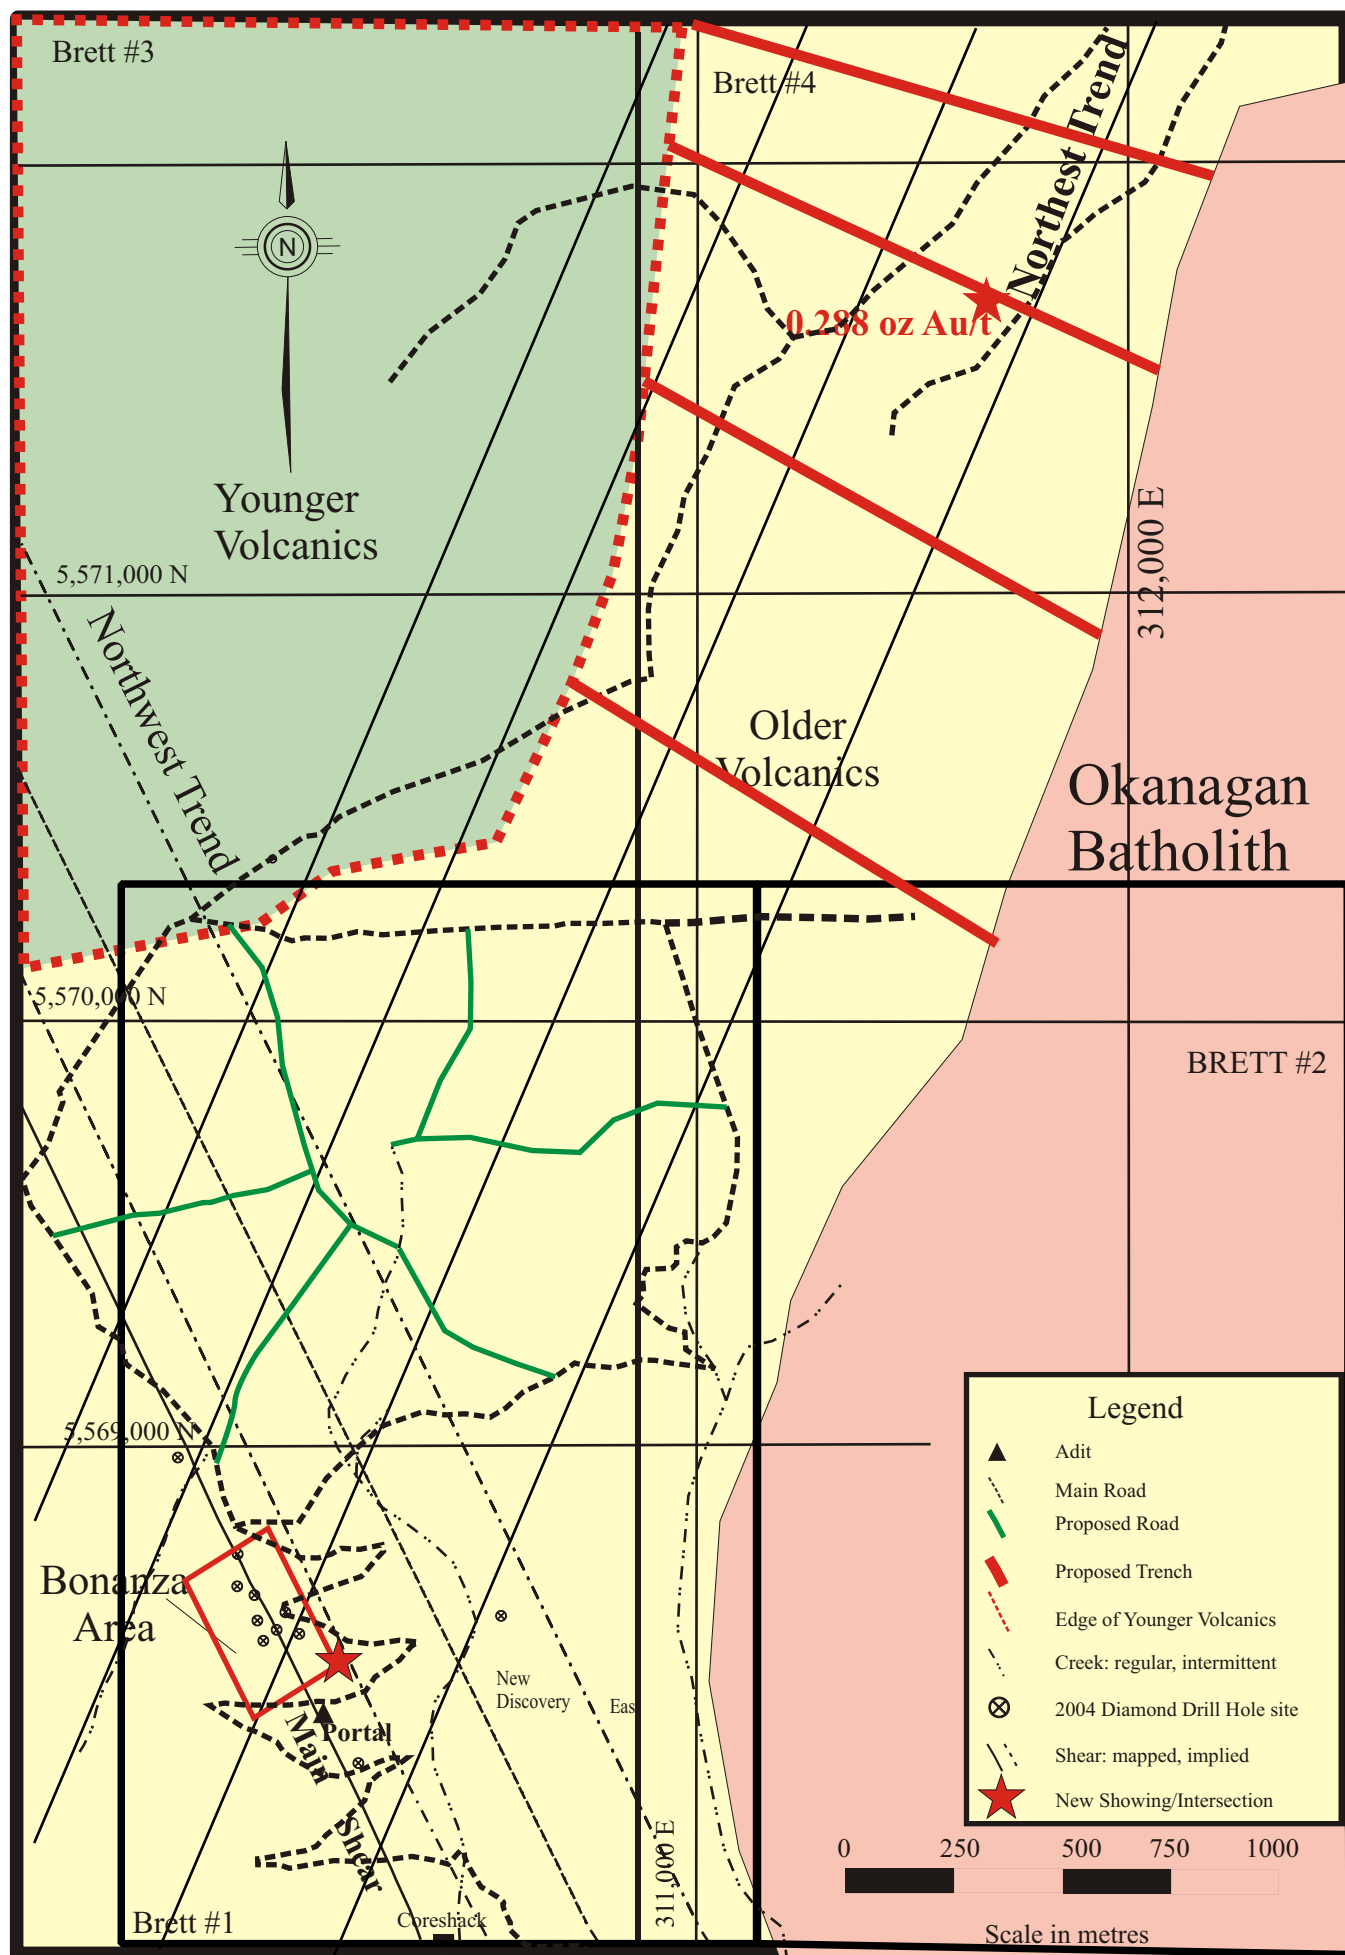 Brett #3
Brett #4
N
Northest Trend
0.288 oz Au/t
Younger
Volcanics
5,571,000 N
312,000 E
Northwest Trend
Older
Volcanics
Okanagan
Batholith
5,570,000 N
BRETT #2
5,569,000 N
Bonanza
Area
New
Discovery
Eas
Portal
Main
Shear
311,000 E
Brett #1
Coreshack
Legend
Adit
Main Road
Proposed Road
Proposed Trench
Edge of Younger Volcanics
Creek: regular, intermittent
2004 Diamond Drill Hole site
Shear: mapped, implied
New Showing/Intersection
0 250 500 750 1000
Scale in metres